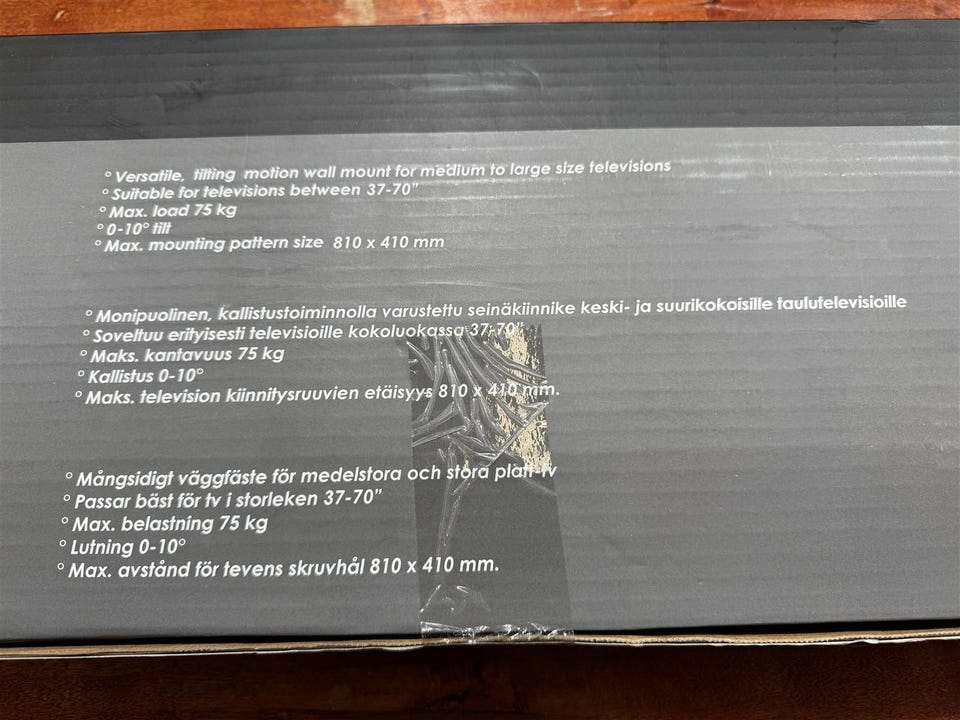 ° Versatile, tilting motion wall mount for medium to large size televisions
° Suitable for televisions between 37-70"
° Max. load 75 kg
° 0-10° tilt
° Max. mounting pattern size 810 x 410 mm
° Monipuolinen, kallistustoiminnolla varustettu seinäkiinnike keski- ja suurikokoisille taulutelevisioille
° Soveltuu erityisesti televisioille kokoluokassa 37-70"
° Maks. kantavuus 75 kg
° Kallistus 0-10°
° Maks. television kiinnitysruuvien etäisyys 810 x 410 mm.
° Mångsidigt väggfäste för medelstora och stora platt-tv
° Passar bäst för tv i storleken 37-70"
° Max. belastning 75 kg
° Lutning 0-10°
° Max. avstånd för tevens skruvhål 810 x 410 mm.